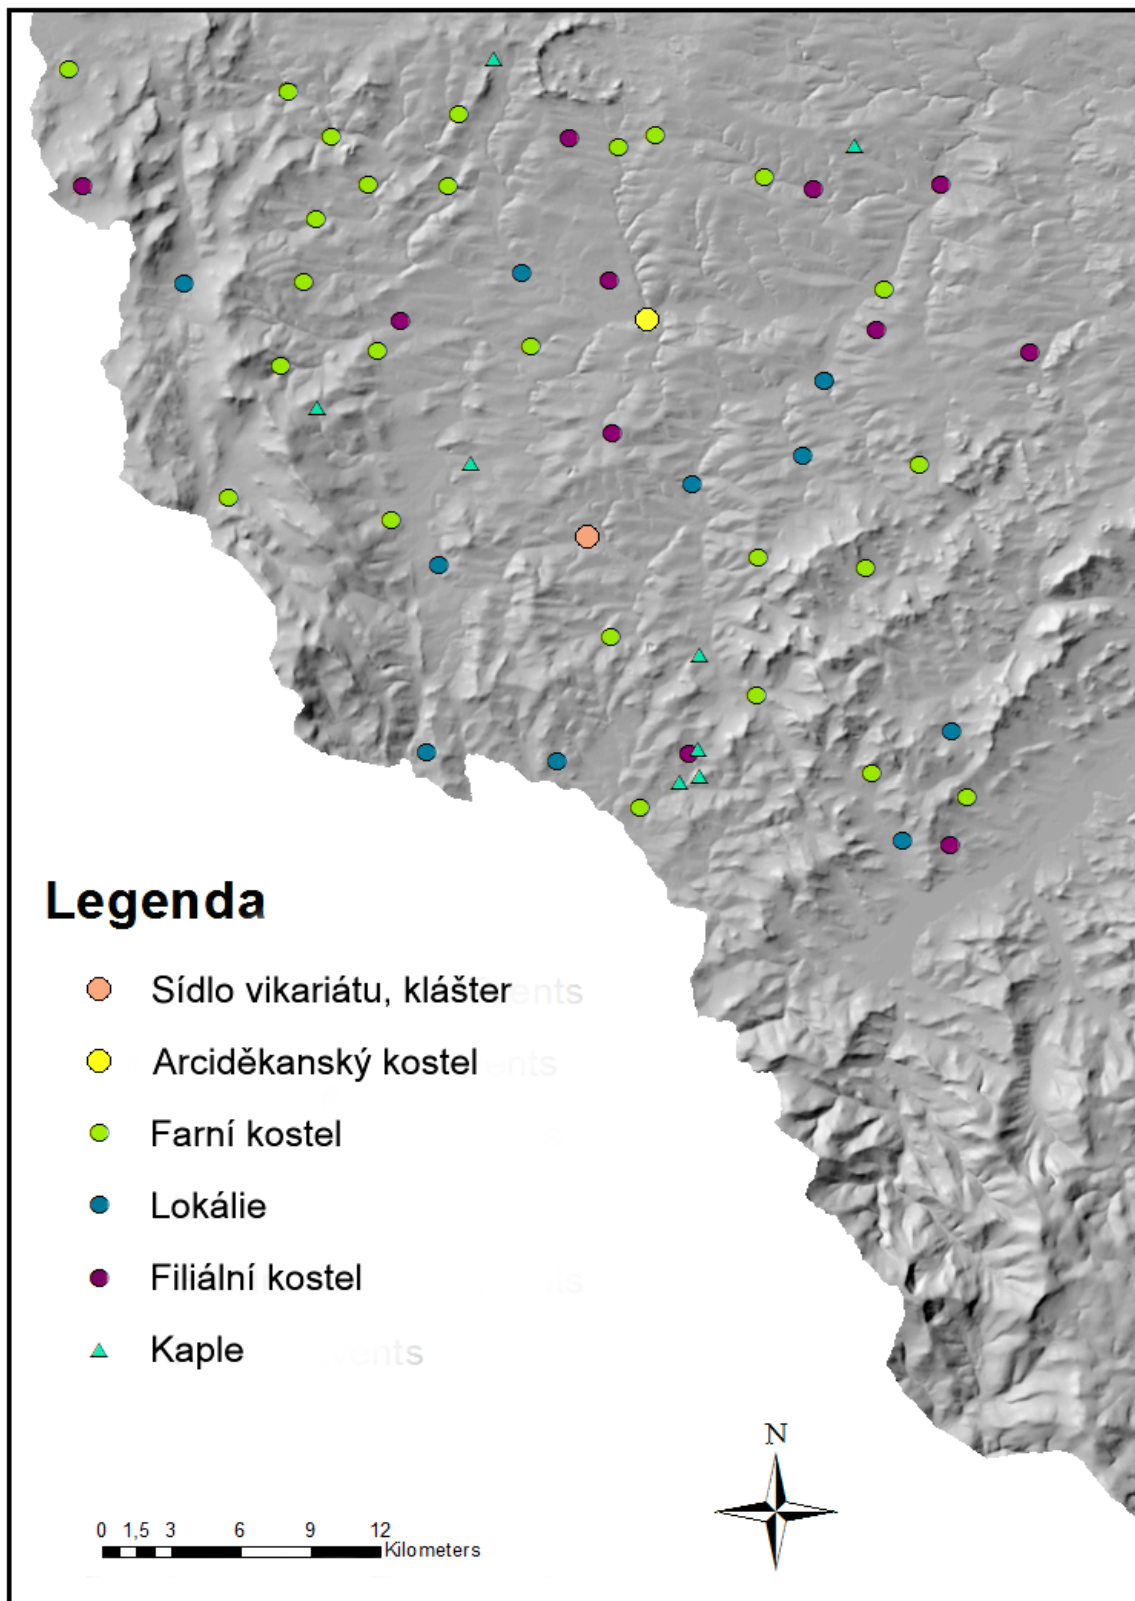 Legenda
Sídlo vikariátu, klášter
Arciděkanský kostel
Farní kostel
Lokálie
Filiální kostel
Kaple
N
0 1,5 3 6 9 12
Kilometers